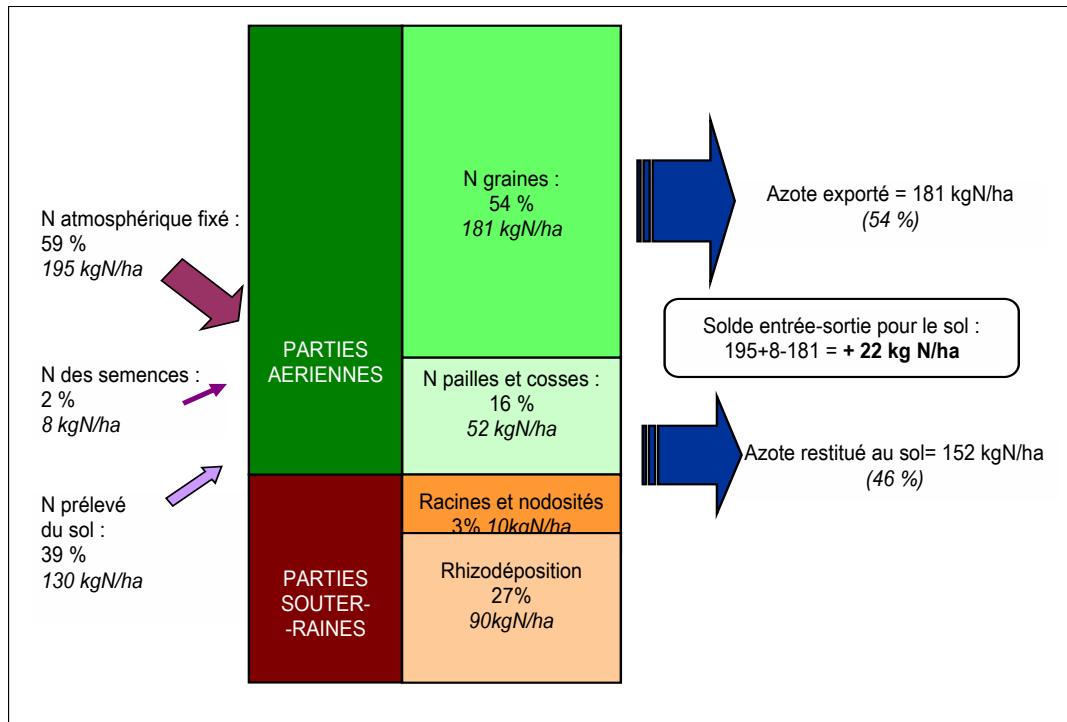 N atmosphérique fixé :
59 %
195 kgN/ha
N des semences :
2 %
8 kgN/ha
N prélevé
du sol :
39 %
130 kgN/ha
PARTIES
AERIENNES
PARTIES
SOUTER-
-RAINES
N graines :
54 %
181 kgN/ha
N pailles et cosses :
16 %
52 kgN/ha
Racines et nodosités
3% 10kgN/ha
Rhizodéposition
27%
90kgN/ha
Azote exporté = 181 kgN/ha
(54 %)
Solde entrée-sortie pour le sol :
195+8-181 = + 22 kg N/ha
Azote restitué au sol= 152 kgN/ha
(46 %)